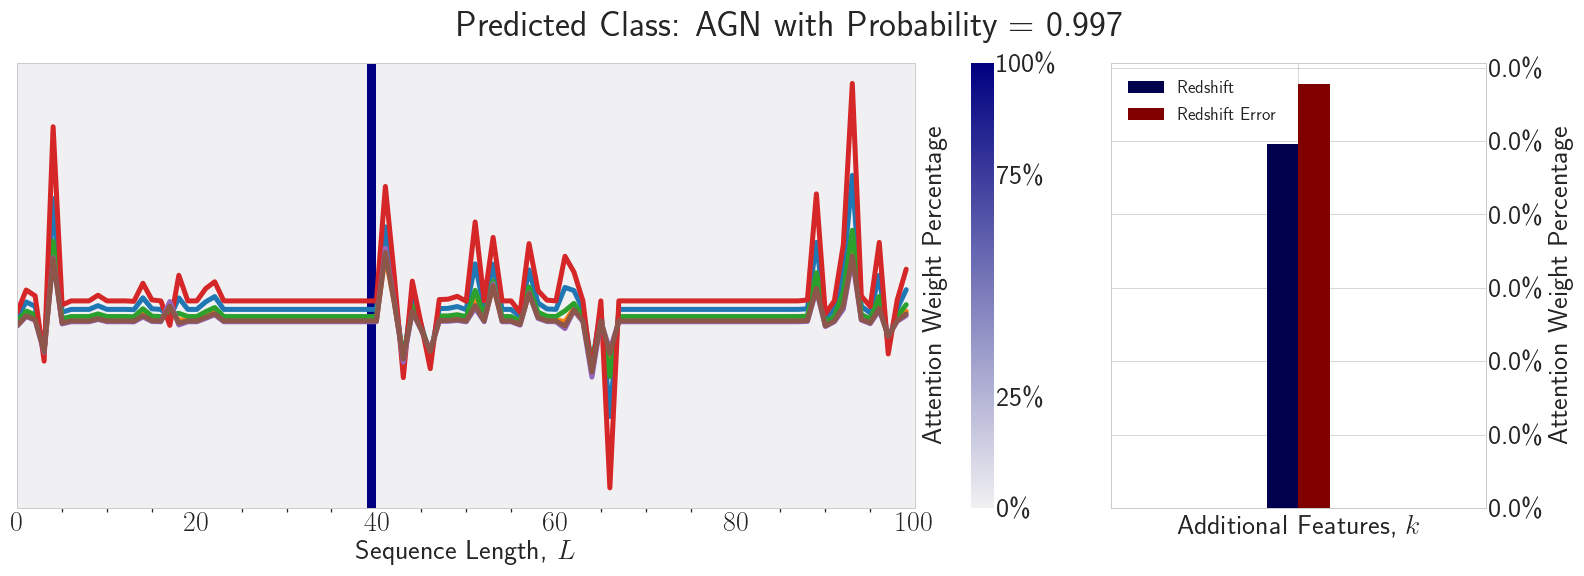 Predicted Class: AGN with Probability = 0.997
0
20
40
60
80
100
Sequence Length, L
100%
75%
25%
0%
Attention Weight Percentage
Redshift
Redshift Error
0.0%
0.0%
0.0%
0.0%
0.0%
0.0%
0.0%
Attention Weight Percentage
Additional Features, k